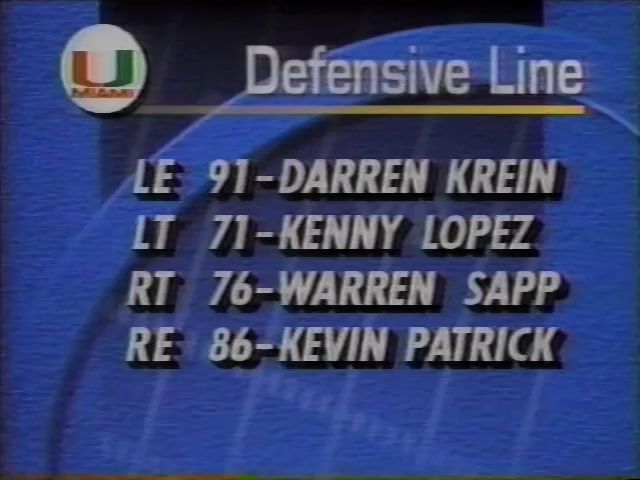 MIAMI
Defensive Line
LE 91-DARREN KREIN
LT 71-KENNY LOPEZ
RT 76-WARREN SAPP
RE 86-KEVIN PATRICK